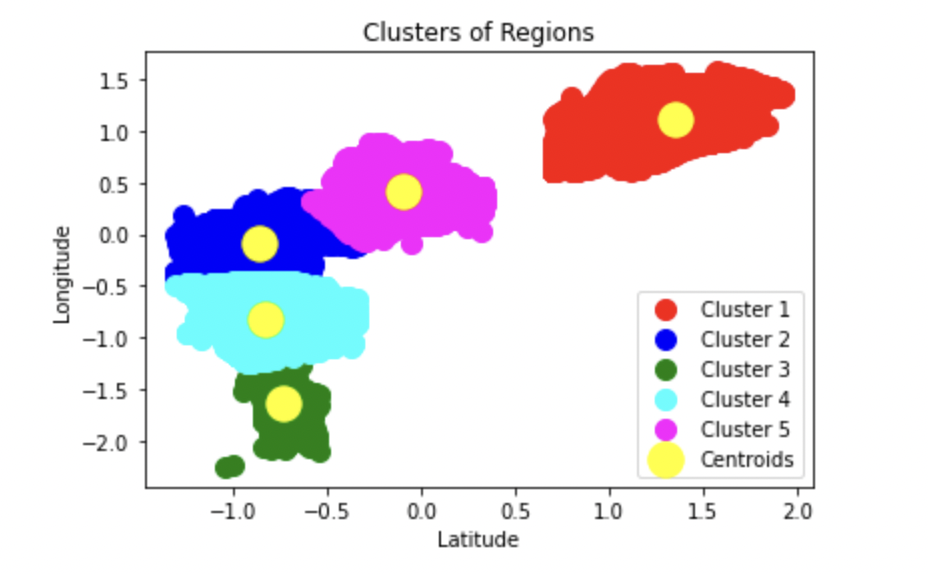 Clusters of Regions
1.5
1.0
0.5
0.0
−0.5
−1.0
−1.5
−2.0
Longitude
Cluster 1
Cluster 2
Cluster 3
Cluster 4
Cluster 5
Centroids
−1.0 −0.5 0.0 0.5 1.0 1.5 2.0
Latitude